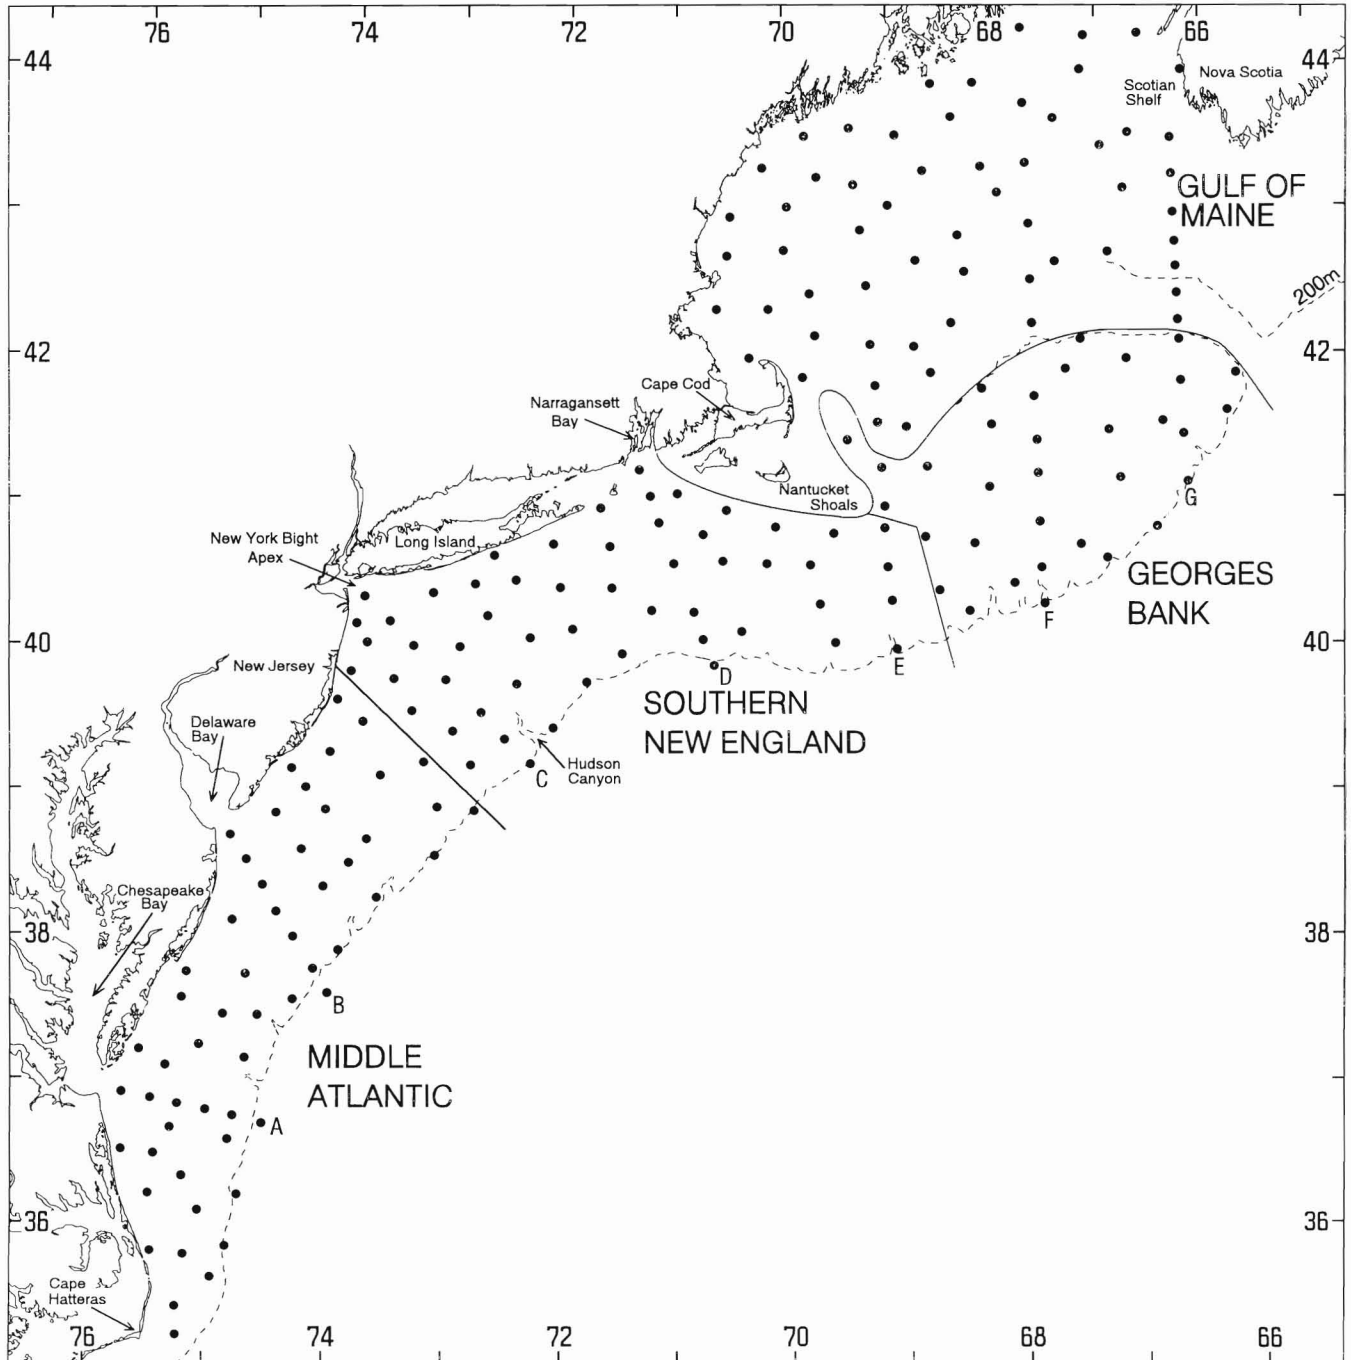 76 74 72 70 68 66
44 44
Nova Scotia
Scotian
Shelf
GULF OF
MAINE
200m
42 42
Cape Cod
Narragansett
Bay
Nantucket
Shoals
G
New York Bight
Apex
Long Island
GEORGES
BANK
F
40 40
E
D
New Jersey
SOUTHERN
NEW ENGLAND
Delaware
Bay
Hudson
Canyon
C
Chesapeake
Bay
38 38
B
MIDDLE
ATLANTIC
A
36 36
Cape
Hatteras
76 74 72 70 68 66